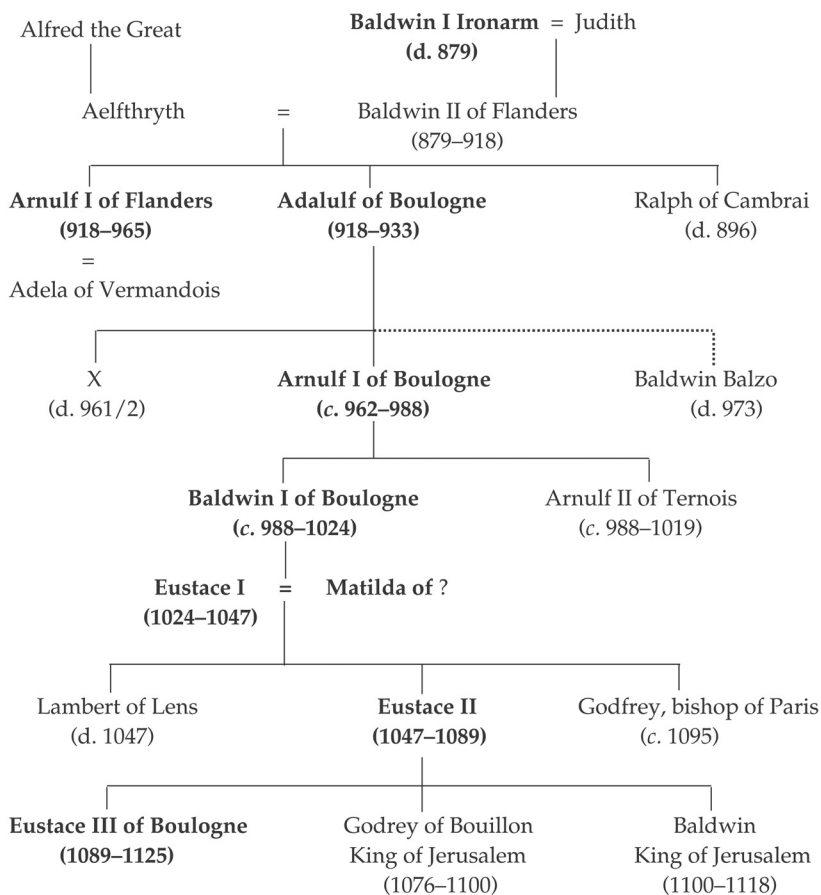 Alfred the Great
Baldwin I Ironarm = Judith
(d. 879)
Aelfthryth = Baldwin II of Flanders
(879–918)
Arnulf I of Flanders
(918–965)
=
Adela of Vermandois
Adalulf of Boulogne
(918–933)
Ralph of Cambrai
(d. 896)
X
(d. 961/2)
Arnulf I of Boulogne
(c. 962–988)
Baldwin Balzo
(d. 973)
Baldwin I of Boulogne
(c. 988–1024)
Arnulf II of Ternois
(c. 988–1019)
Eustace I = Matilda of ?
(1024–1047)
Lambert of Lens
(d. 1047)
Eustace II
(1047–1089)
Godfrey, bishop of Paris
(c. 1095)
Eustace III of Boulogne
(1089–1125)
Godrey of Bouillon
King of Jerusalem
(1076–1100)
Baldwin
King of Jerusalem
(1100–1118)